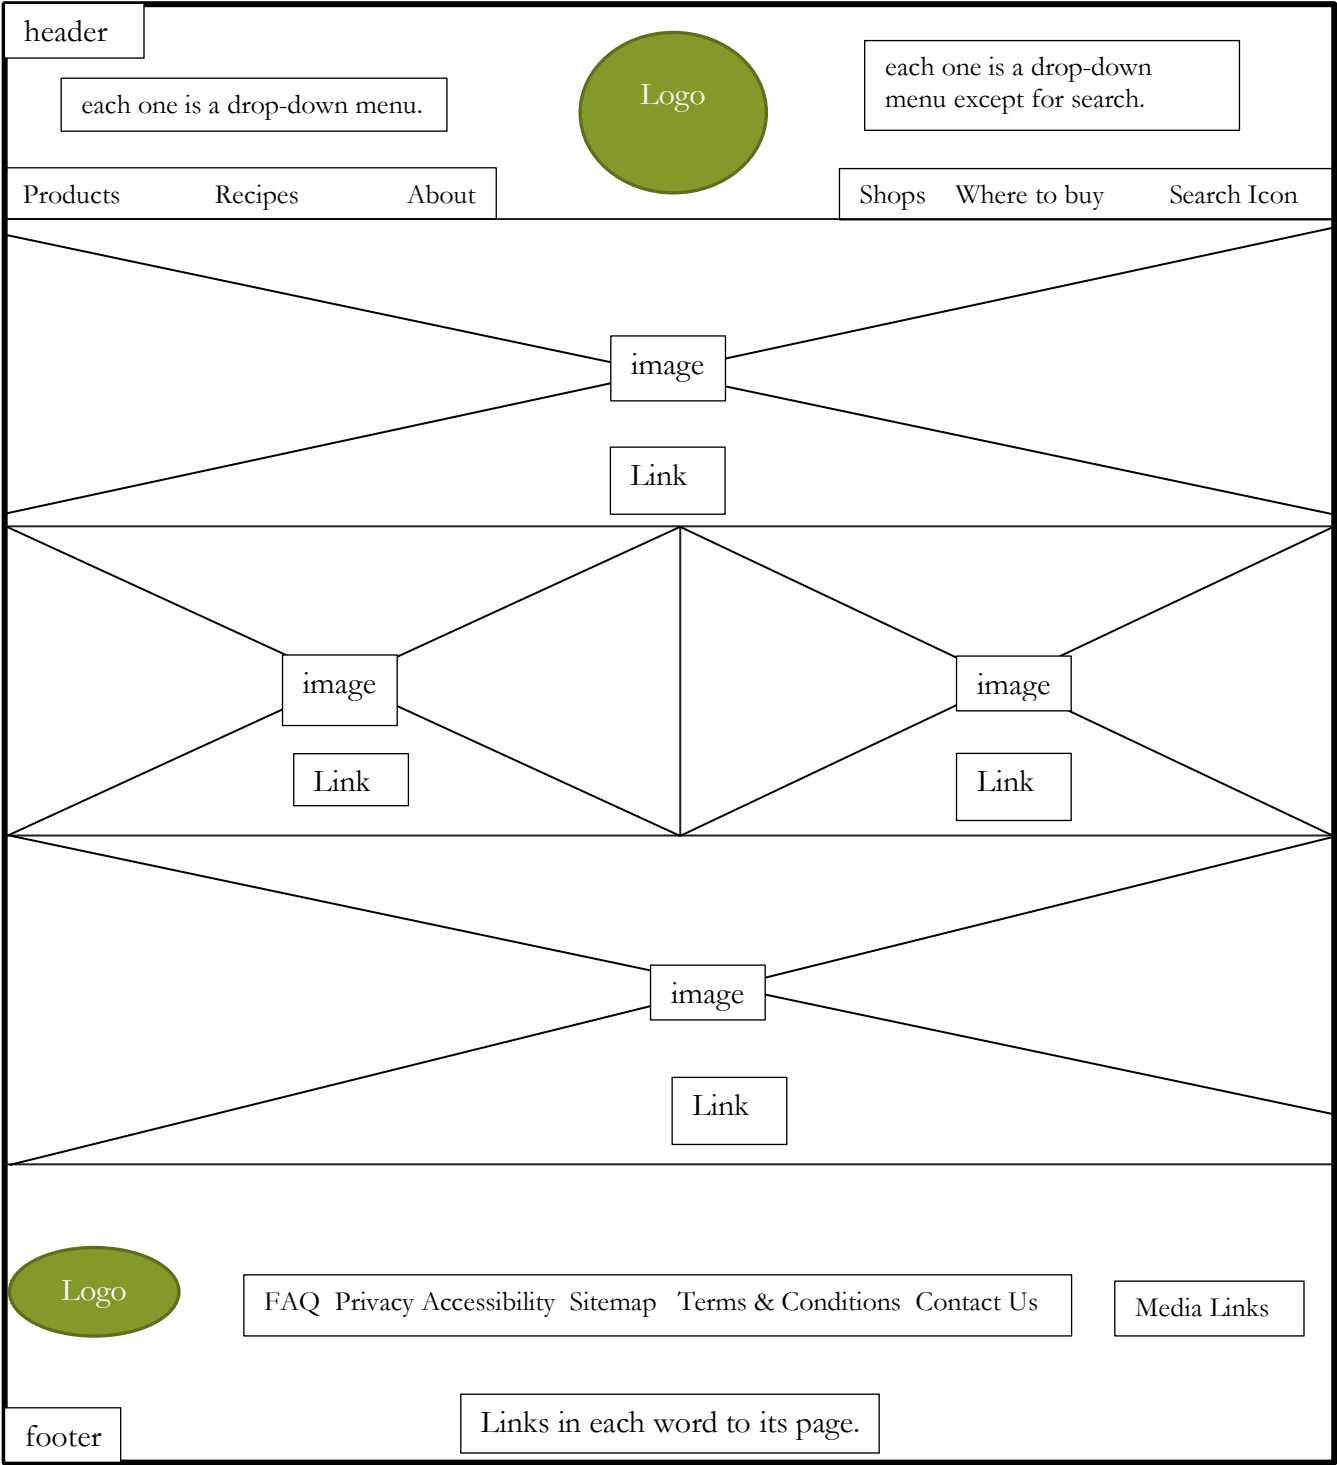 header
each one is a drop-down menu.
Logo
each one is a drop-down
menu except for search.
Products Recipes About
Shops Where to buy Search Icon
image
Link
image
Link
image
Link
image
Link
Logo
FAQ Privacy Accessibility Sitemap Terms & Conditions Contact Us
Media Links
Links in each word to its page.
footer